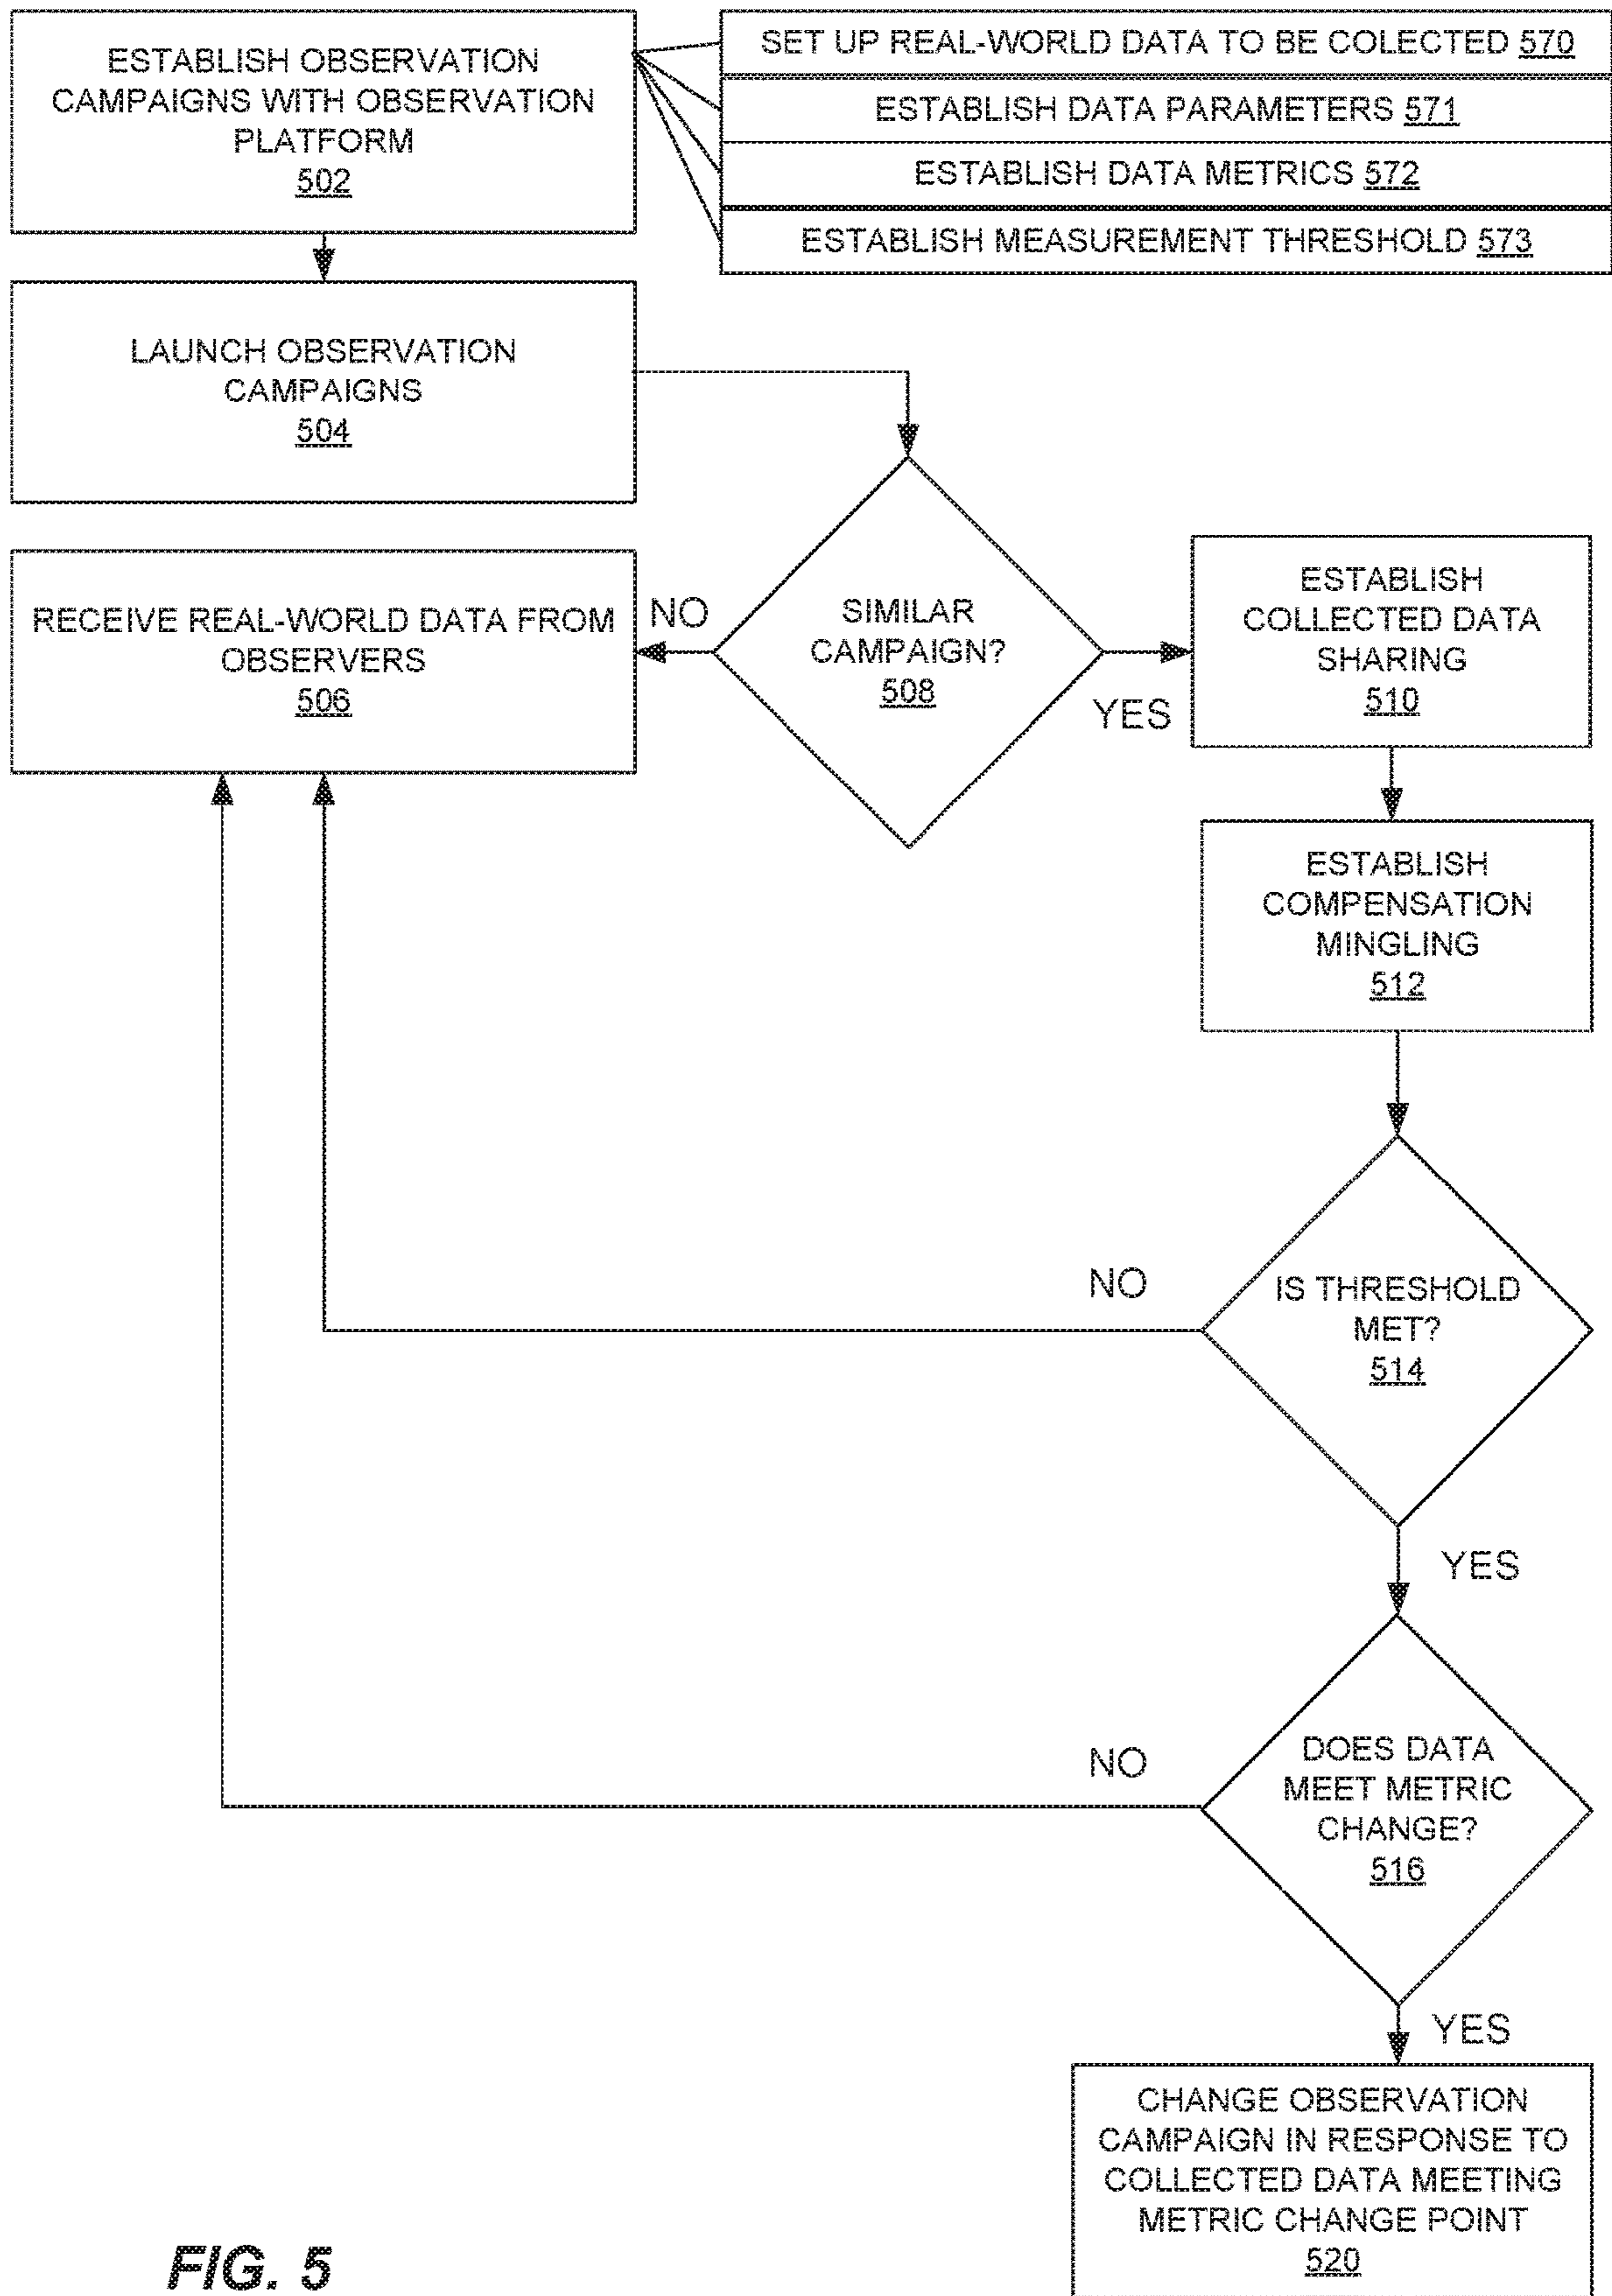 ESTABLISH OBSERVATION
CAMPAIGNS WITH OBSERVATION
PLATFORM
502
SET UP REAL-WORLD DATA TO BE COLECTED 570
ESTABLISH DATA PARAMETERS 571
ESTABLISH DATA METRICS 572
ESTABLISH MEASUREMENT THRESHOLD 573
LAUNCH OBSERVATION
CAMPAIGNS
504
RECEIVE REAL-WORLD DATA FROM
OBSERVERS
506
NO
SIMILAR
CAMPAIGN?
508
YES
ESTABLISH
COLLECTED DATA
SHARING
510
ESTABLISH
COMPENSATION
MINGLING
512
NO
IS THRESHOLD
MET?
514
YES
NO
DOES DATA
MEET METRIC
CHANGE?
516
YES
CHANGE OBSERVATION
CAMPAIGN IN RESPONSE TO
COLLECTED DATA MEETING
METRIC CHANGE POINT
520
FIG. 5